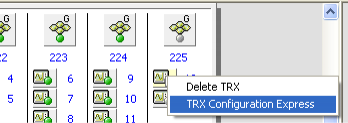 G G G G
22 223 224 225
4 6 9
Delete TRX
5 7 10
TRX Configuration Express
8 11